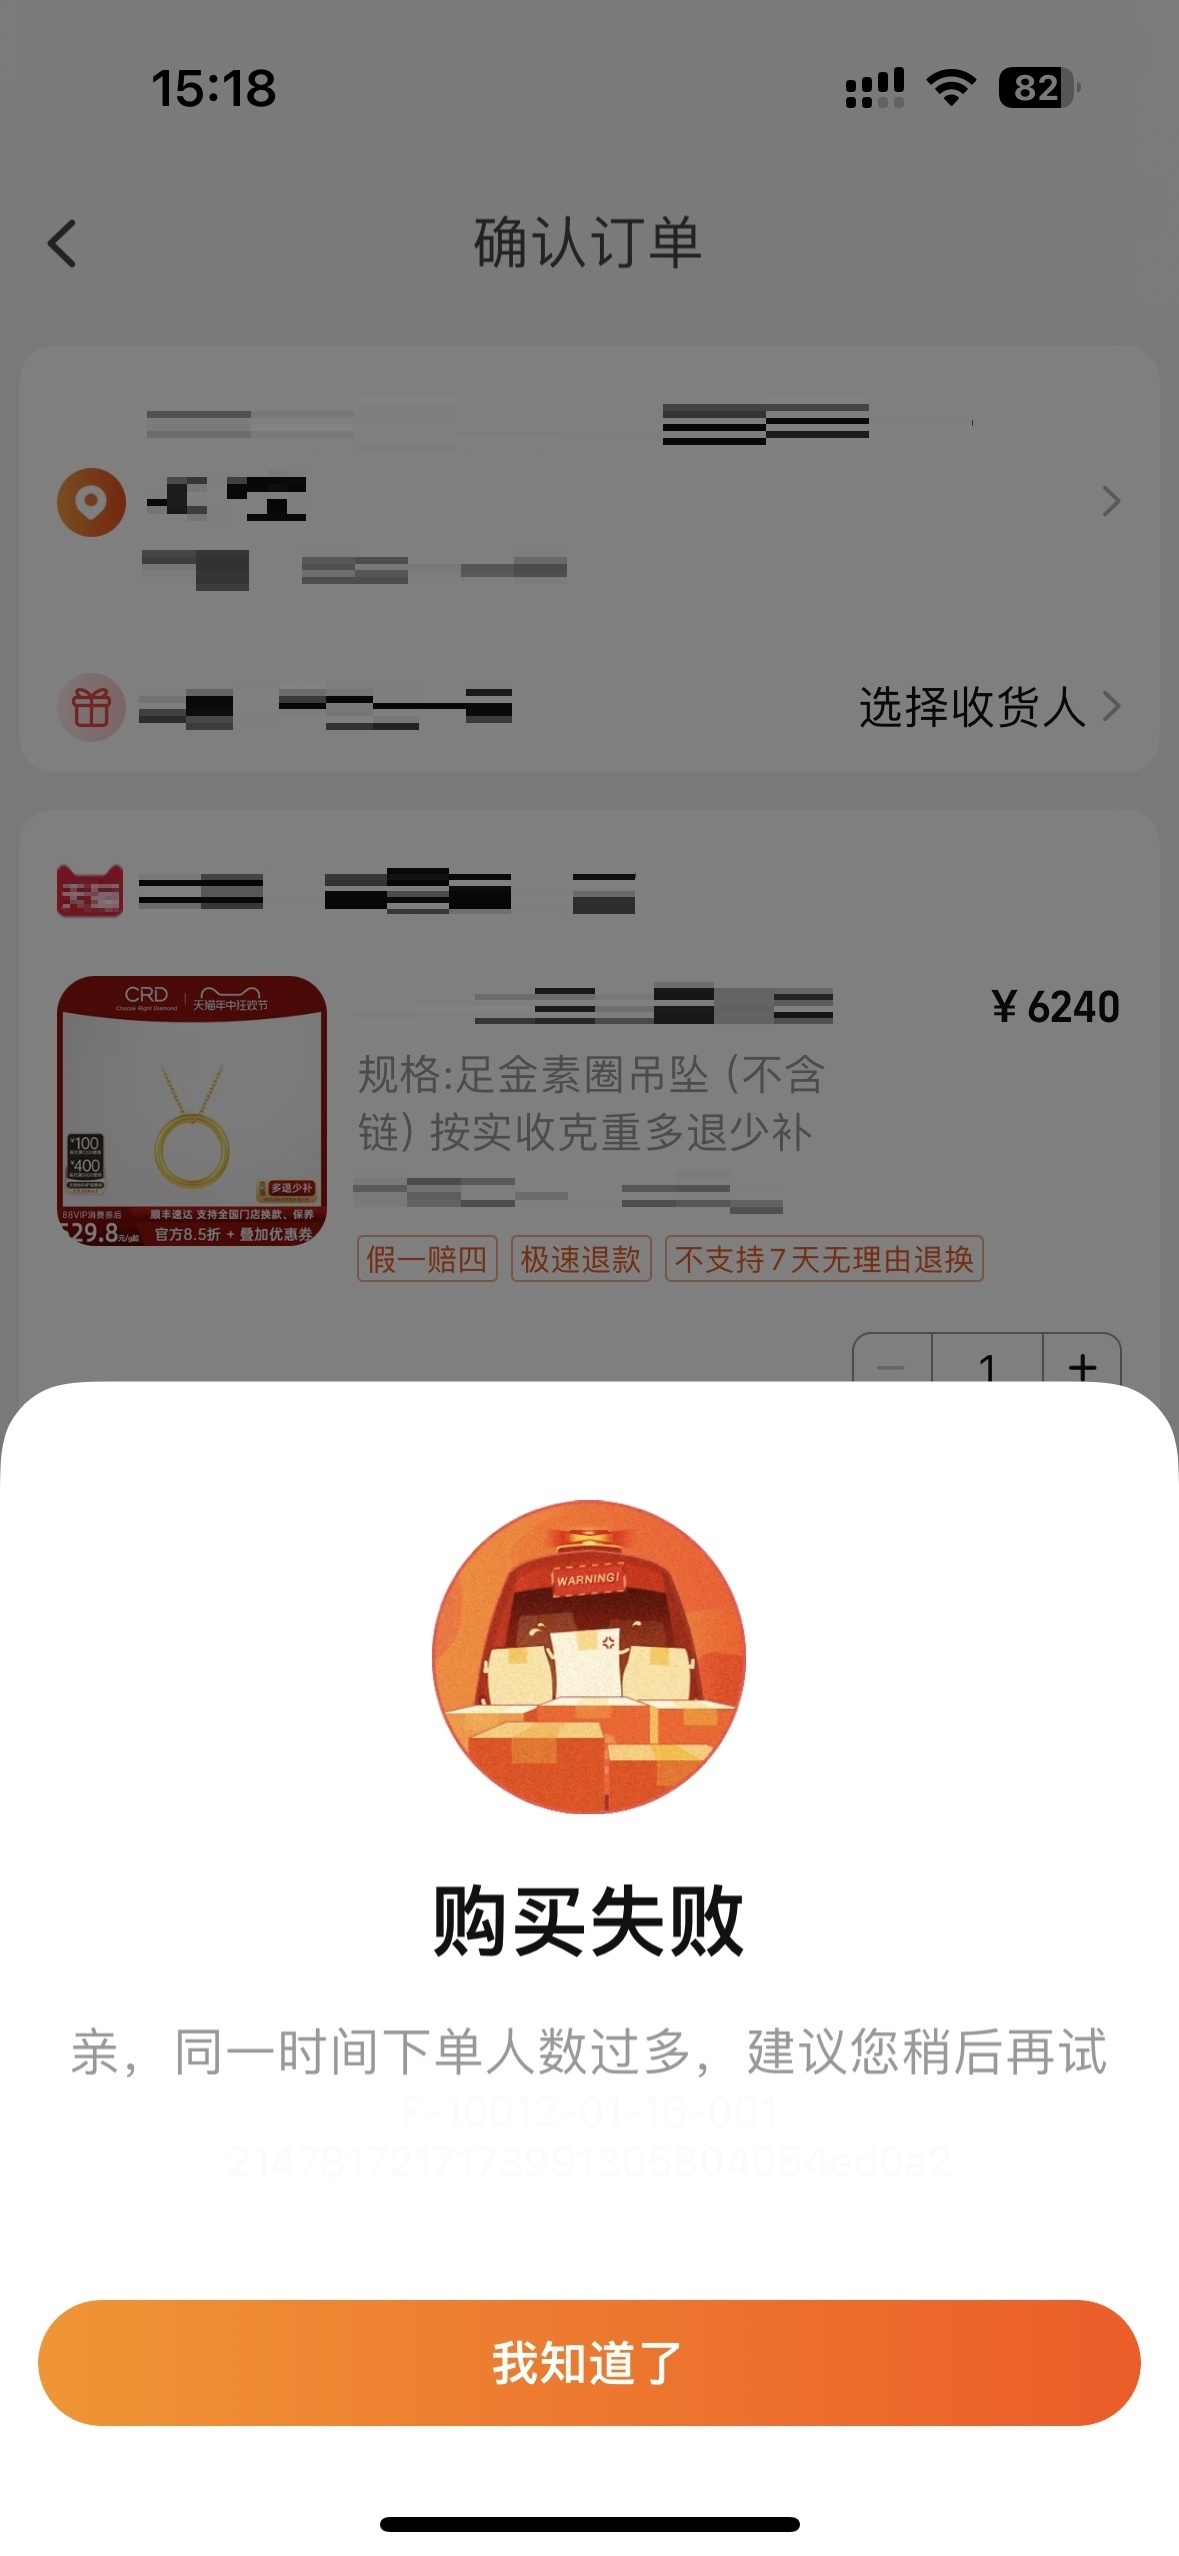 15:18
82
确认订单
选择收货人
CRD
Choose Right Diamond
天猫年中狂欢节
¥ 6240
规格:足金素圈吊坠（不含
链）按实收克重多退少补
¥100
¥400
多退少补
88VIP消费券后
529.8元/g起
顺丰速达 支持全国门店换款、保养
官方8.5折 + 叠加优惠券
假一赔四
极速退款
不支持7天无理由退换
1
WARNING!
购买失败
亲，同一时间下单人数过多，建议您稍后再试
F-10012-01-16-001
2147817217173991305804054ed0a2
我知道了